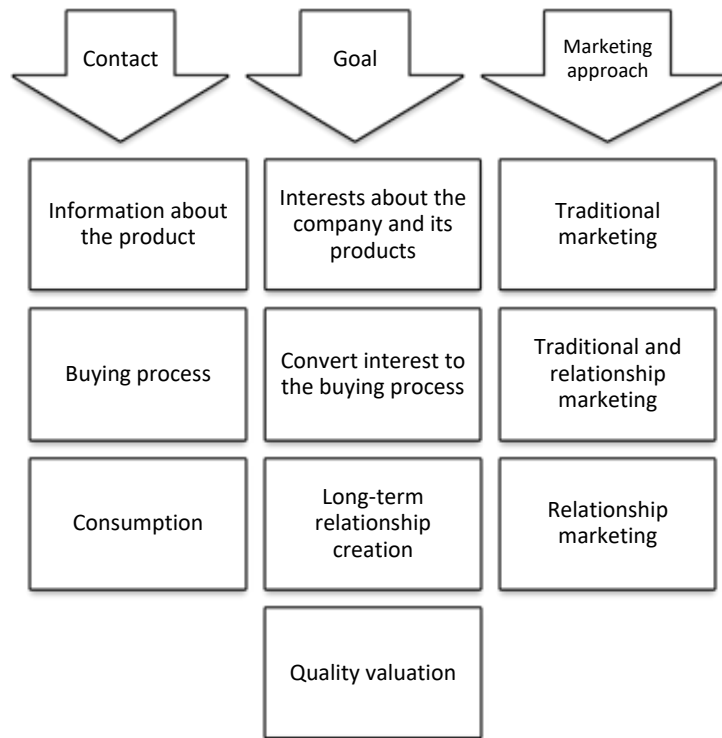 Contact
Goal
Marketing
approach
Information about
the product
Interests about the
company and its
products
Traditional
marketing
Buying process
Convert interest to
the buying process
Traditional and
relationship
marketing
Consumption
Long-term
relationship
creation
Relationship
marketing
Quality valuation